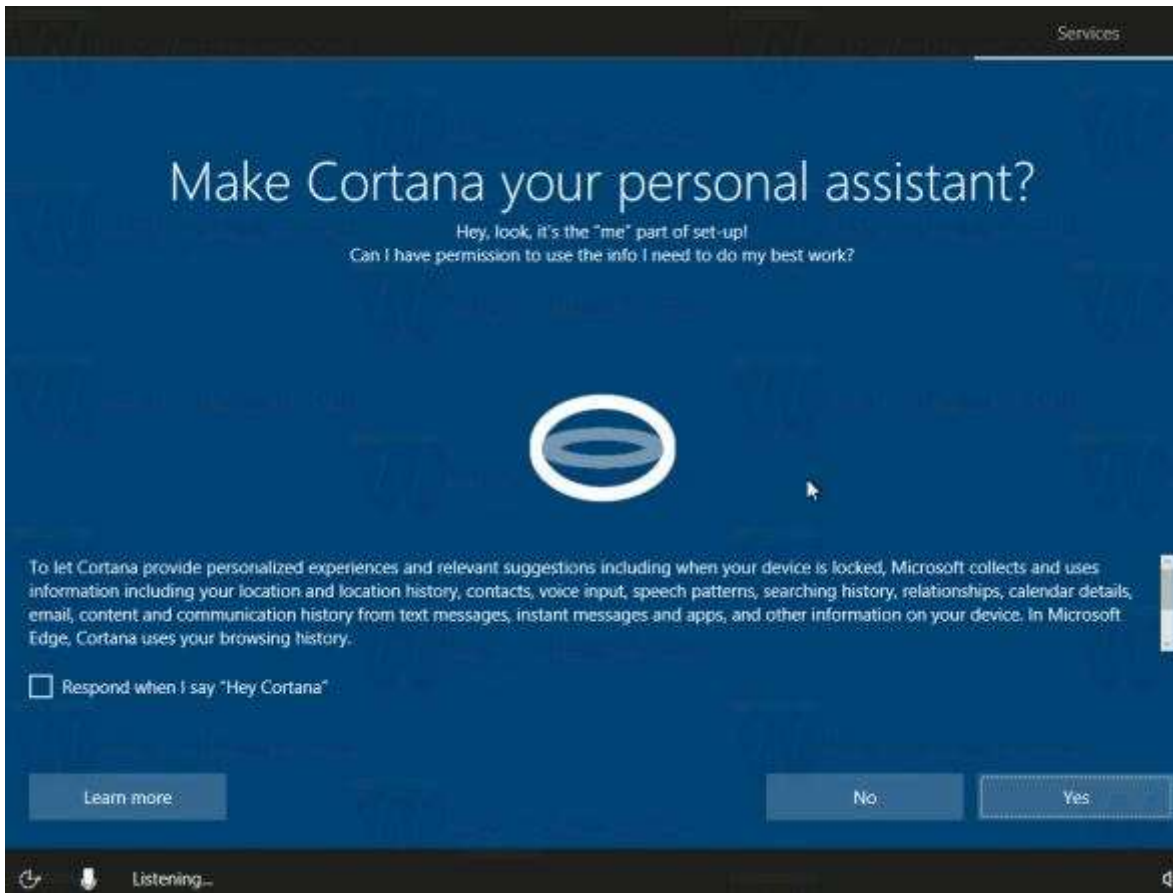 Services
Make Cortana your personal assistant?
Hey, look, it's the "me" part of set-up!
Can I have permission to use the info I need to do my best work?
To let Cortana provide personalized experiences and relevant suggestions including when your device is locked, Microsoft collects and uses
information including your location and location history, contacts, voice input, speech patterns, searching history, relationships, calendar details,
email, content and communication history from text messages, instant messages and apps, and other information on your device. In Microsoft
Edge, Cortana uses your browsing history.
Respond when I say "Hey Cortana"
Learn more
No
Yes
Listening...